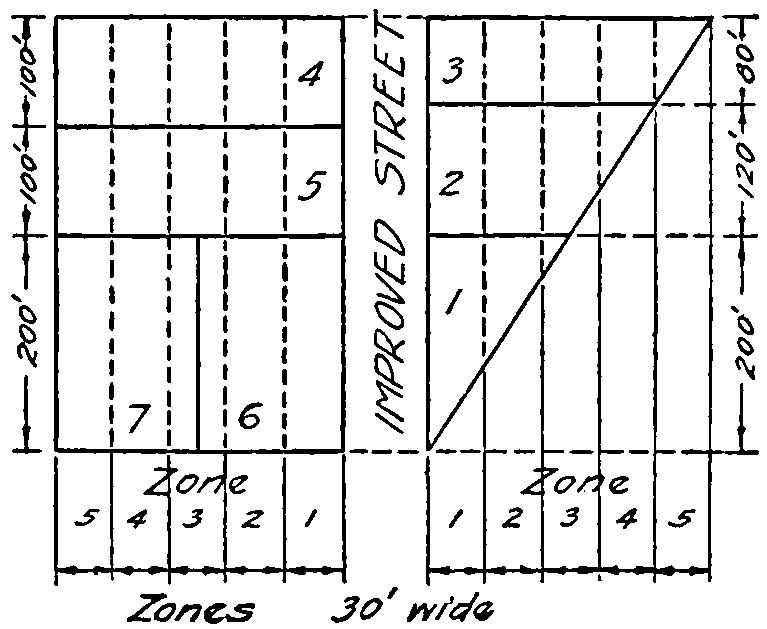 100'
100'
200'
4
5
7 6
IMPROVED STREET
3
2
1
80'
120'
200'
Zone
5 4 3 2 1
Zone
1 2 3 4 5
Zones 30' wide